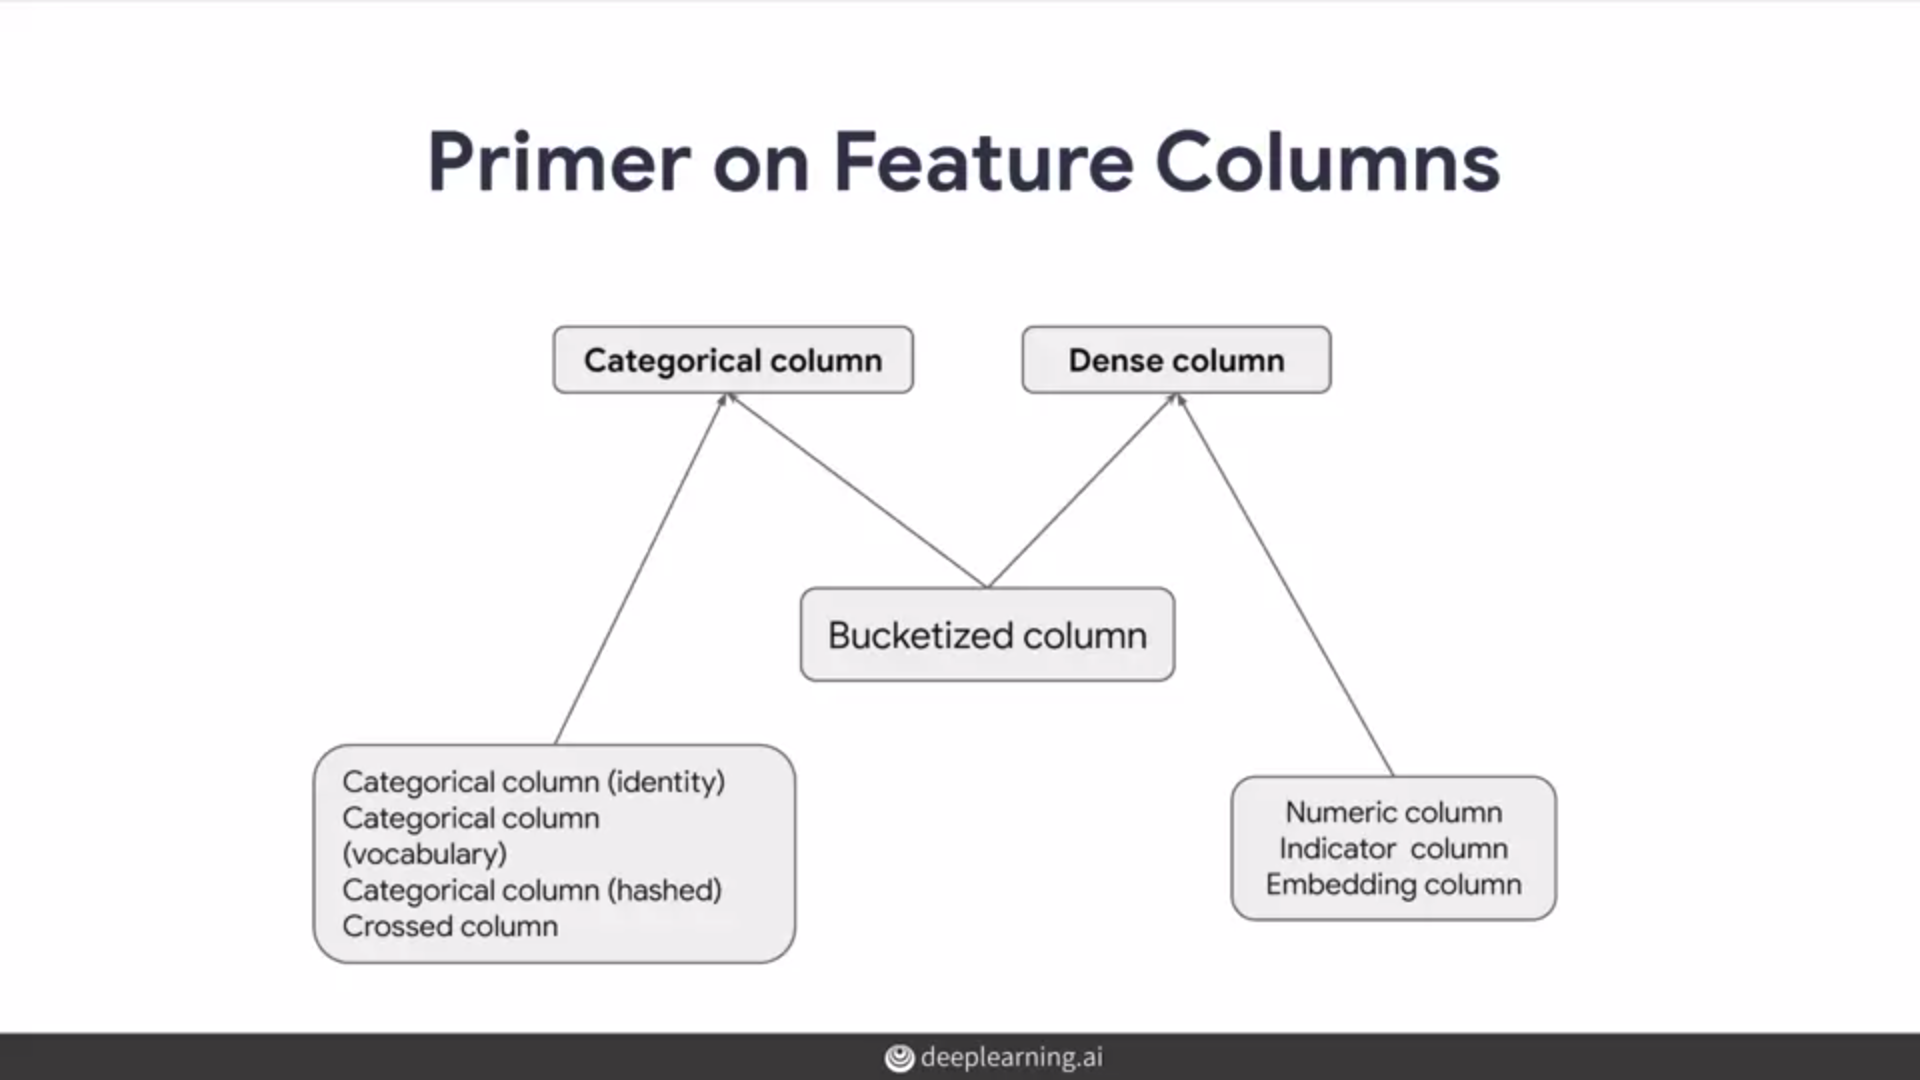 Primer on Feature Columns
Categorical column
Dense column
Bucketized column
Categorical column (identity)
Categorical column
(vocabulary)
Categorical column (hashed)
Crossed column
Numeric column
Indicator column
Embedding column
deeplearning.ai